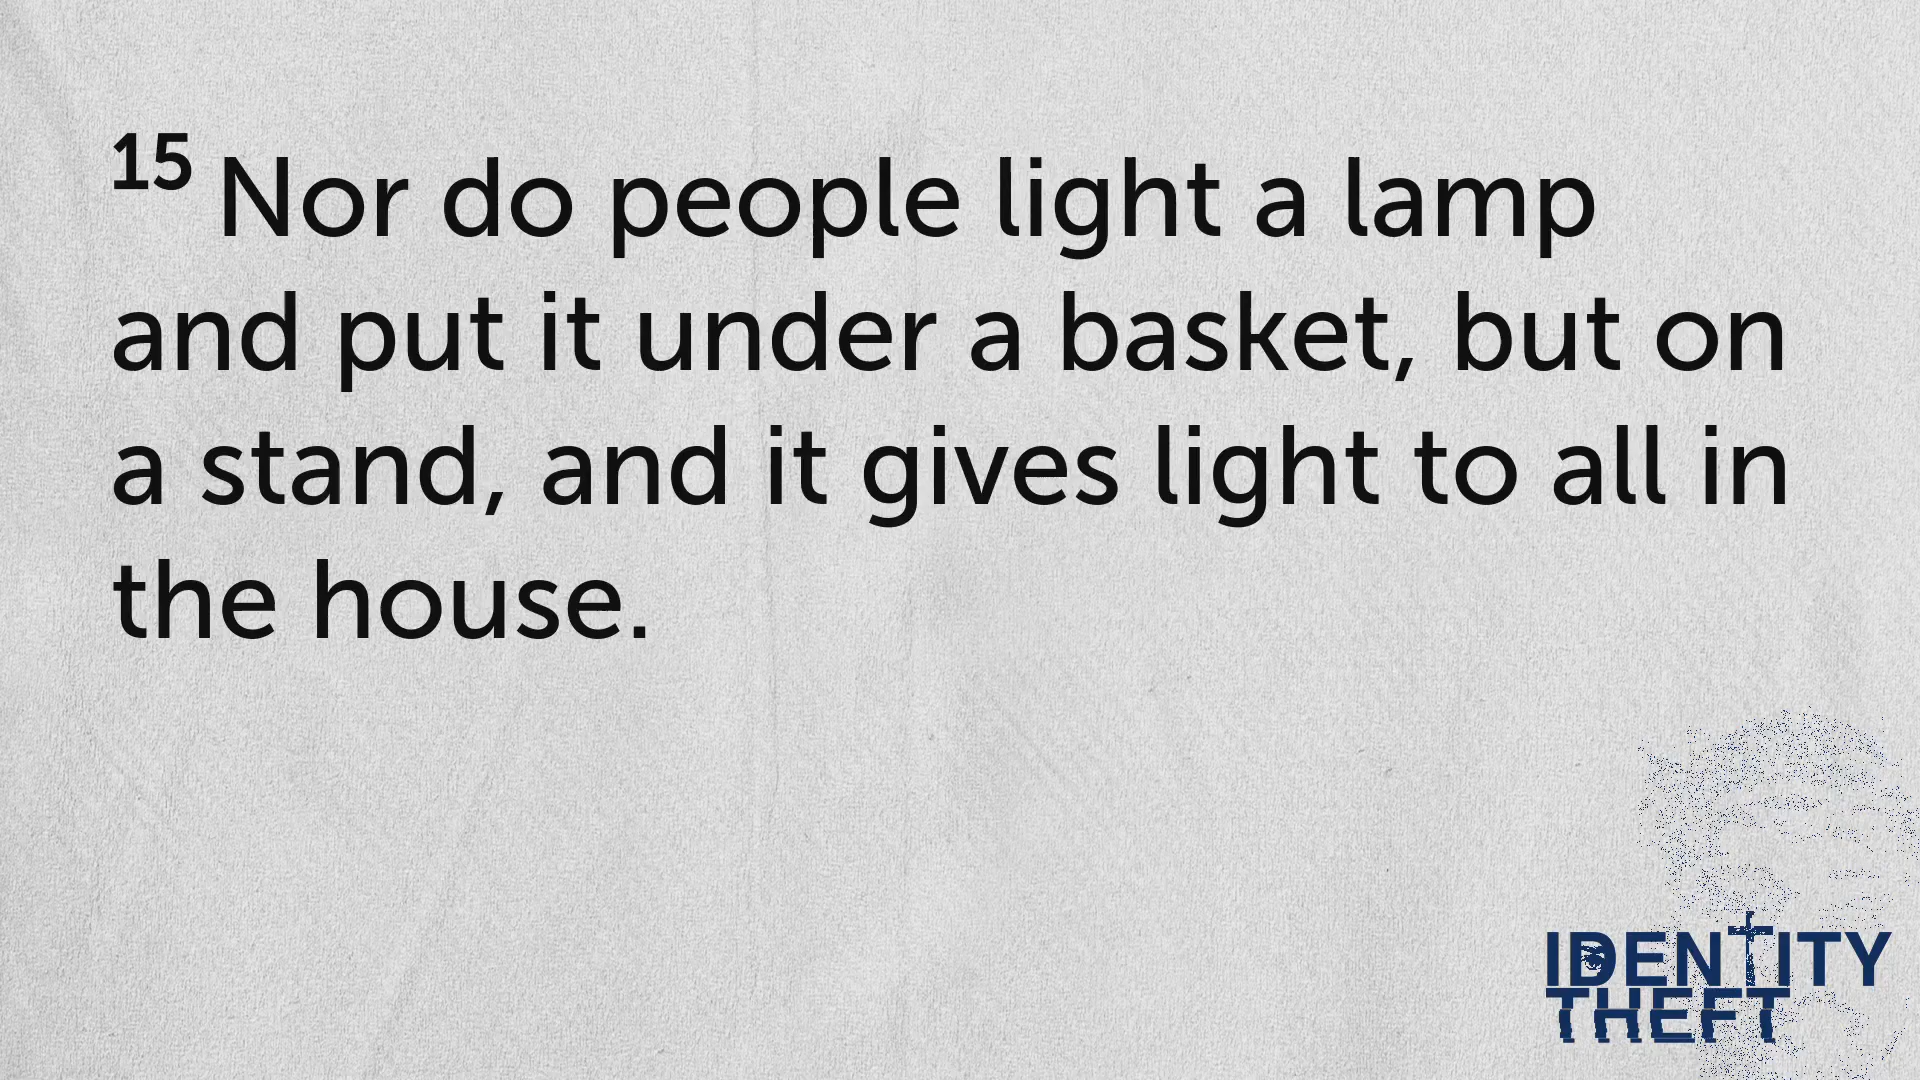 15 Nor do people light a lamp
and put it under a basket, but on
a stand, and it gives light to all in
the house.
IDENTITY
THEFT